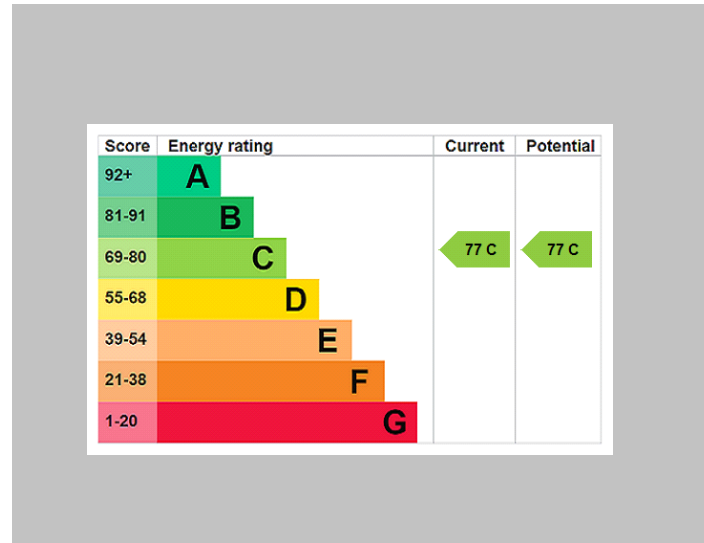 Score Energy rating Current Potential
92+ A
81-91 B
69-80 C 77 C 77 C
55-68 D
39-54 E
21-38 F
1-20 G